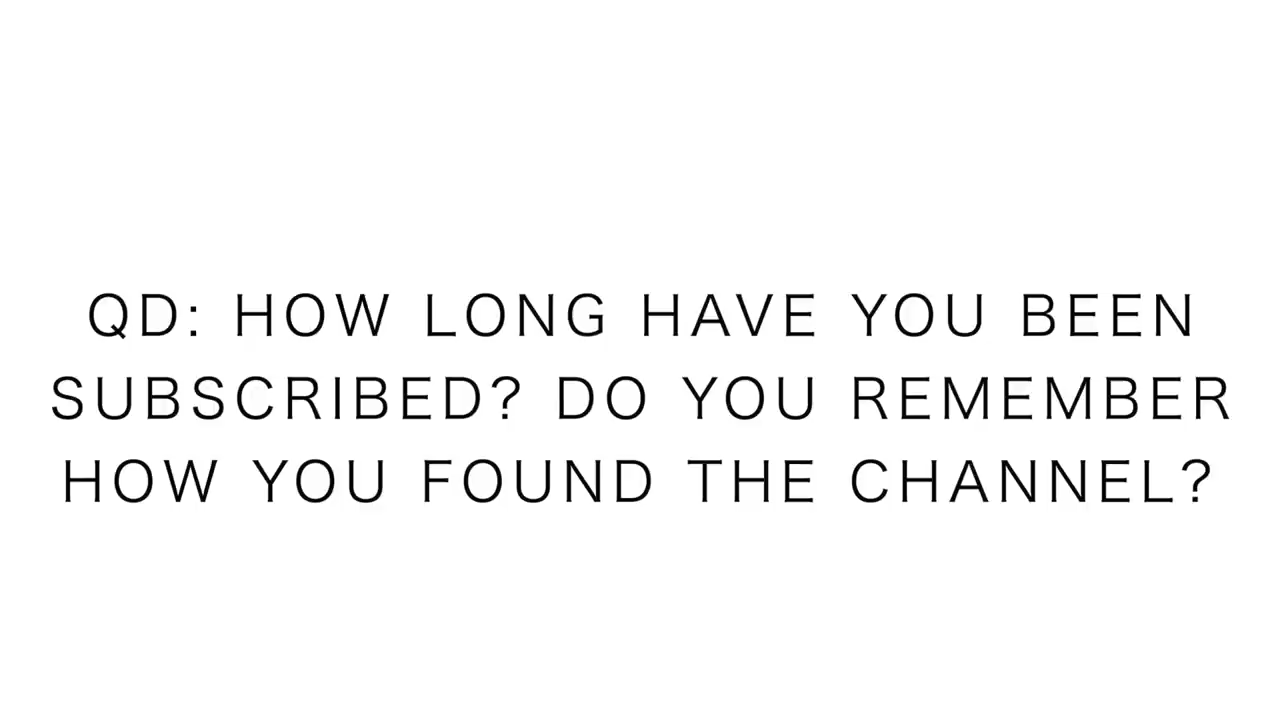 QD: HOW LONG HAVE YOU BEEN
SUBSCRIBED? DO YOU REMEMBER
HOW YOU FOUND THE CHANNEL?